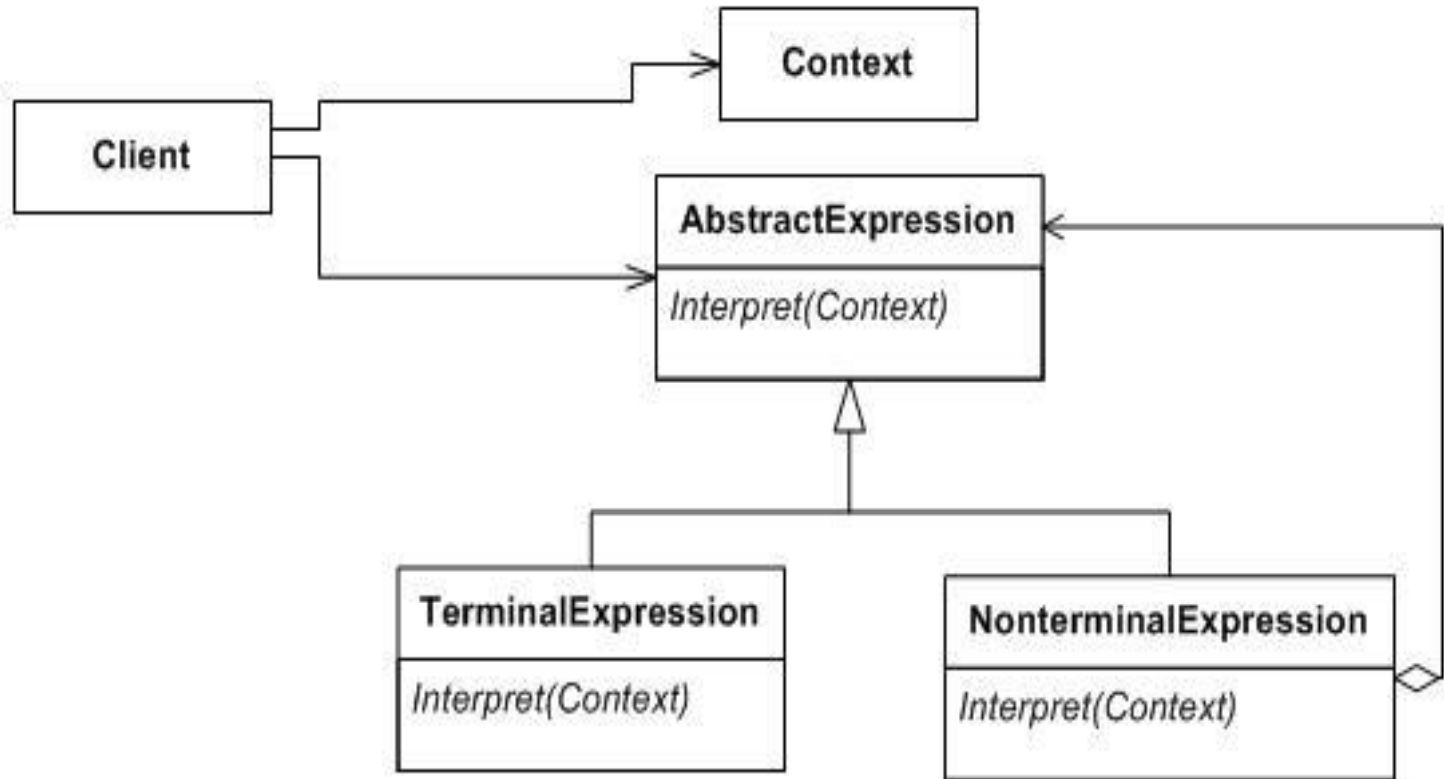 Context
Client
AbstractExpression
Interpret(Context)
TerminalExpression
Interpret(Context)
NonterminalExpression
Interpret(Context)